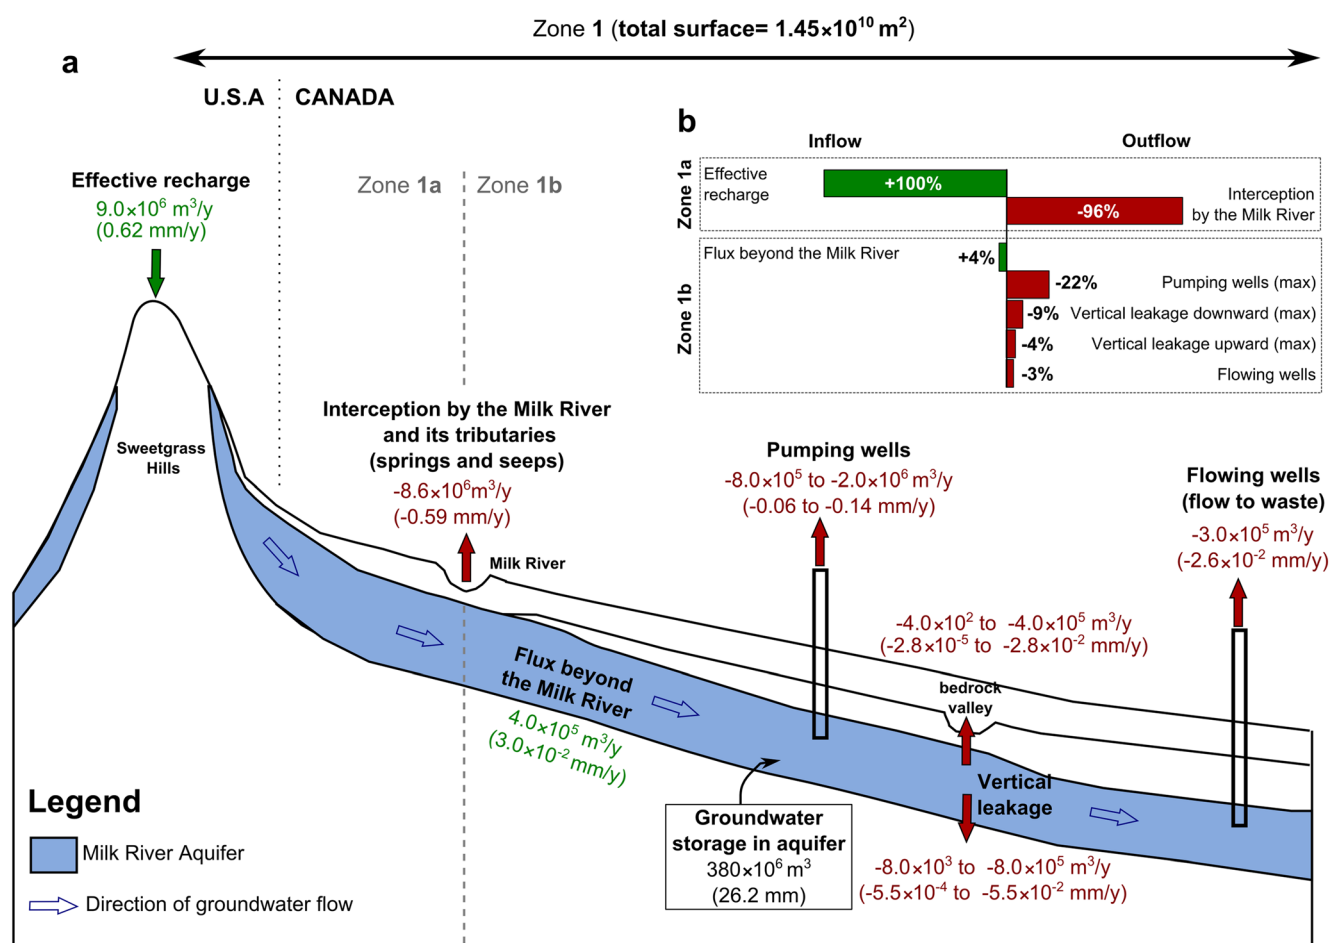 Zone 1 (total surface= 1.45×10¹⁰ m²)
a
U.S.A
CANADA
Effective recharge
9.0×10⁶ m³/y
(0.62 mm/y)
Zone 1a
Zone 1b
Sweetgrass
Hills
Interception by the Milk River
and its tributaries
(springs and seeps)
-8.6×10⁶m³/y
(-0.59 mm/y)
Milk River
Flux beyond
the Milk River
4.0×10⁵ m³/y
(3.0×10⁻² mm/y)
Pumping wells
-8.0×10⁵ to -2.0×10⁶ m³/y
(-0.06 to -0.14 mm/y)
Flowing wells
(flow to waste)
-3.0×10⁵ m³/y
(-2.6×10⁻² mm/y)
-4.0×10² to -4.0×10⁵ m³/y
(-2.8×10⁻⁵ to -2.8×10⁻² mm/y)
bedrock
valley
Vertical
leakage
-8.0×10³ to -8.0×10⁵ m³/y
(-5.5×10⁻⁴ to -5.5×10⁻² mm/y)
Groundwater
storage in aquifer
380×10⁶ m³
(26.2 mm)
Legend
Milk River Aquifer
Direction of groundwater flow
b
Inflow
Outflow
Zone 1a
Effective
recharge
+100%
-96%
Interception
by the Milk River
Zone 1b
Flux beyond the Milk River
+4%
-22%
Pumping wells (max)
-9%
Vertical leakage downward (max)
-4%
Vertical leakage upward (max)
-3%
Flowing wells